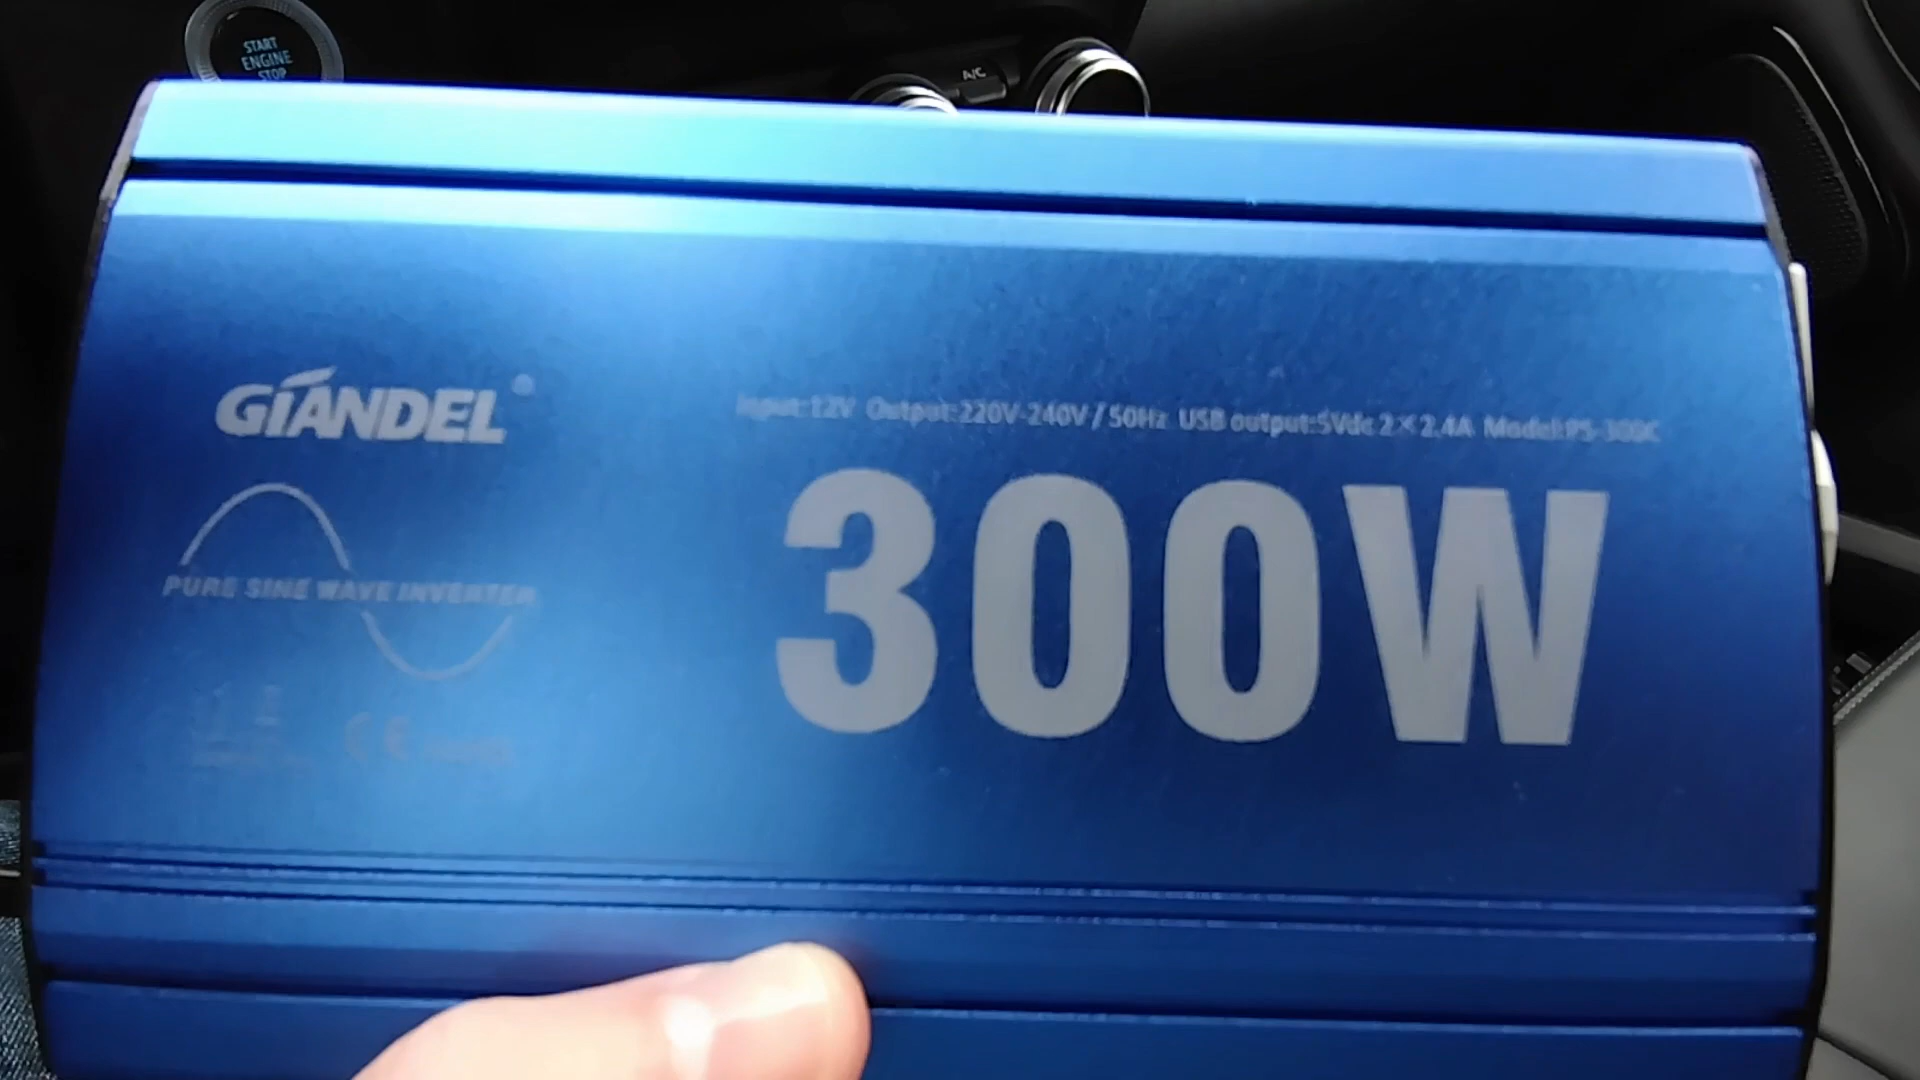 START
ENGINE
STOP
A/C
GIANDEL
Input:12V Output:220V-240V / 50Hz USB output:5Vdc 2×2.4A Model:PS-300C
300W
PURE SINE WAVE INVERTER
CE